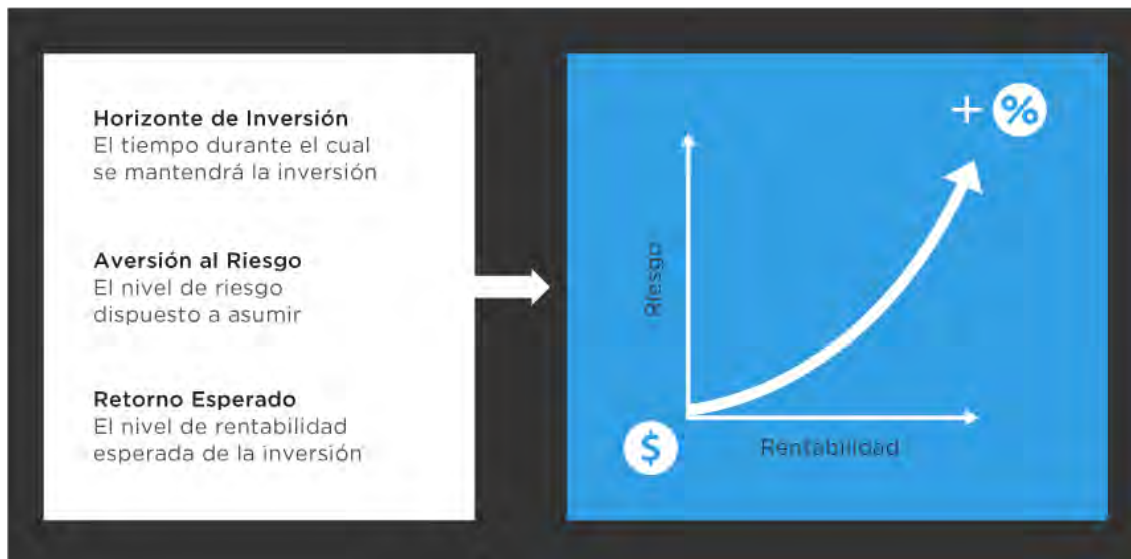 Horizonte de Inversión
El tiempo durante el cual
se mantendrá la inversión
Aversión al Riesgo
El nivel de riesgo
dispuesto a asumir
Retorno Esperado
El nivel de rentabilidad
esperada de la inversión
+ %
Riesgo
$
Rentabilidad